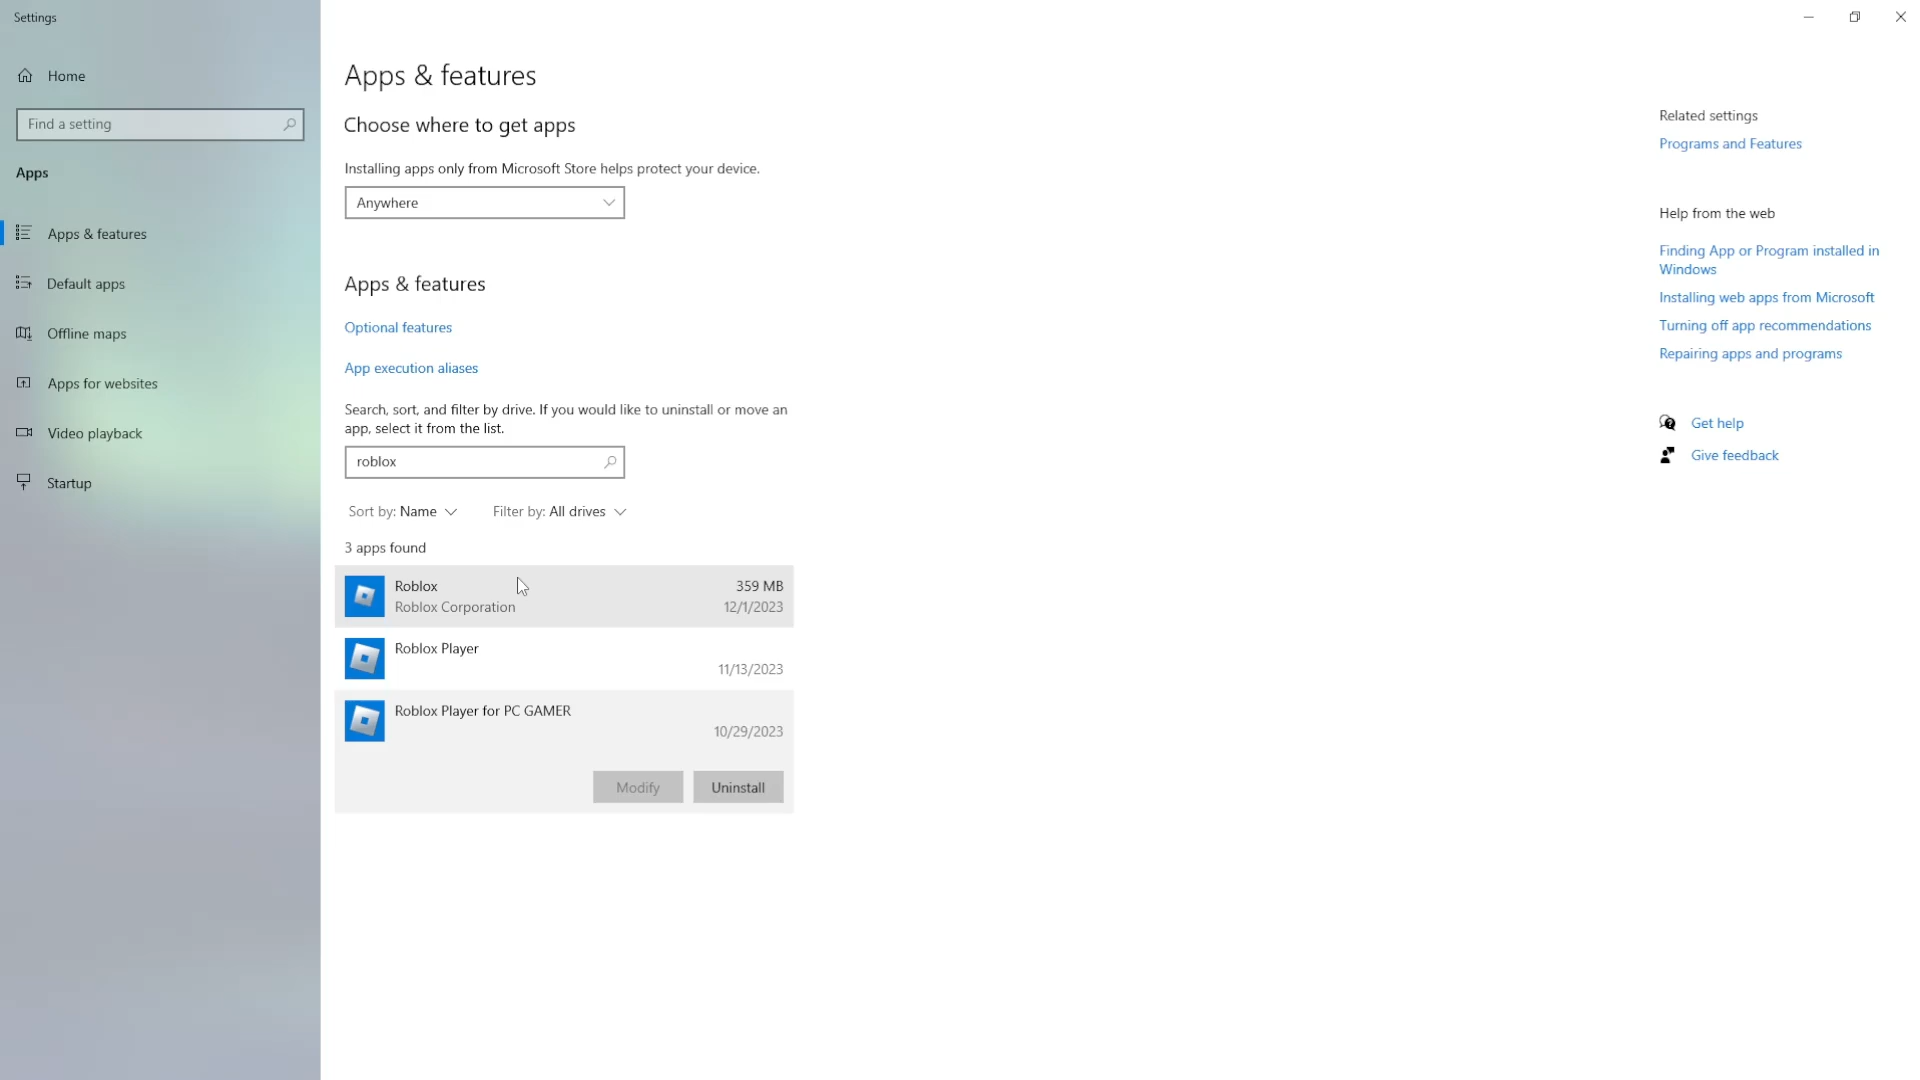 Settings
Home
Find a setting
Apps
Apps & features
Default apps
Offline maps
Apps for websites
Video playback
Startup
Apps & features
Choose where to get apps
Installing apps only from Microsoft Store helps protect your device.
Anywhere
Apps & features
Optional features
App execution aliases
Search, sort, and filter by drive. If you would like to uninstall or move an
app, select it from the list.
roblox
Sort by: Name Filter by: All drives
3 apps found
Roblox 359 MB
Roblox Corporation 12/1/2023
Roblox Player
11/13/2023
Roblox Player for PC GAMER
10/29/2023
Modify Uninstall
Related settings
Programs and Features
Help from the web
Finding App or Program installed in
Windows
Installing web apps from Microsoft
Turning off app recommendations
Repairing apps and programs
Get help
Give feedback